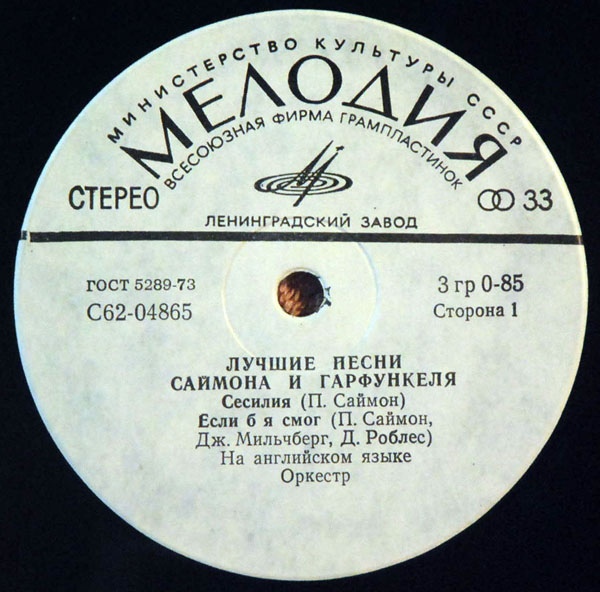 МИНИСТЕРСТВО КУЛЬТУРЫ СССР
МЕЛОДИЯ
ВСЕСОЮЗНАЯ ФИРМА ГРАМПЛАСТИНОК
СТЕРЕО
33
ЛЕНИНГРАДСКИЙ ЗАВОД
ГОСТ 5289-73
3 гр 0-85
С62-04865
Сторона 1
ЛУЧШИЕ ПЕСНИ
САЙМОНА И ГАРФУНКЕЛЯ
Сесилия (П. Саймон)
Если б я смог (П. Саймон,
Дж. Мильчберг, Д. Роблес)
На английском языке
Оркестр